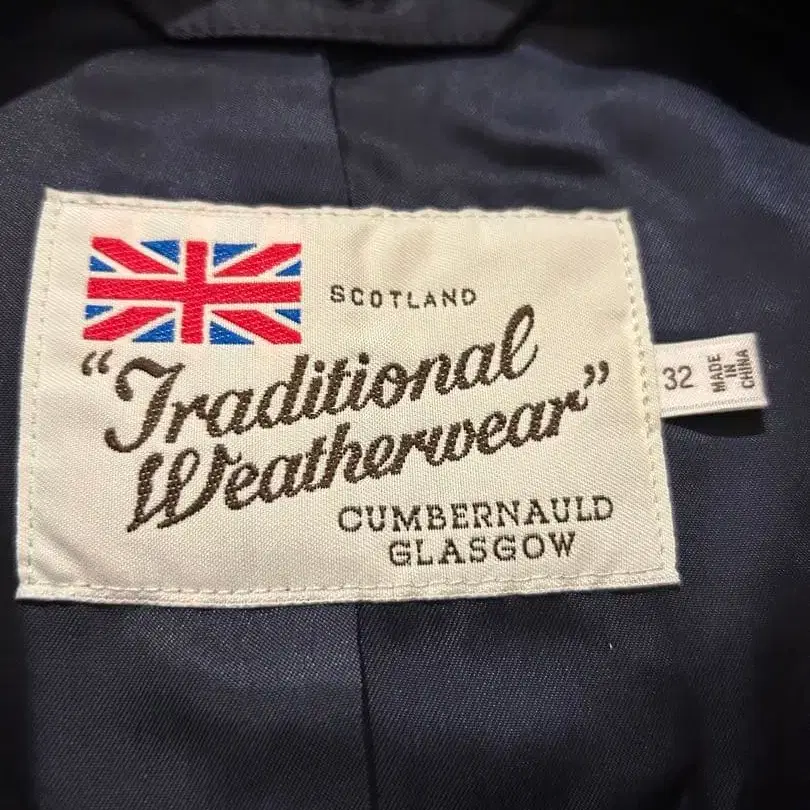 SCOTLAND
“Traditional
Weatherwear”
CUMBERNAULD
GLASGOW
32
MADE
IN
CHINA